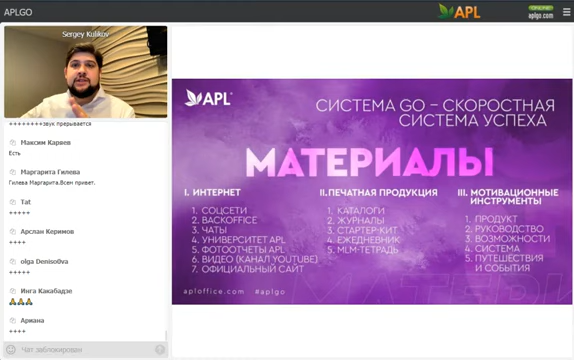 APLGO
APL
ONLINE
aplgo.com
Sergey Kulikov
++++++++звук прерывается
Максим Каряев
Есть
Маргарита Гилева
Гилева Маргарита.Всем привет.
Tat
+++++
Арслан Керимов
++++
olga Deniso0va
+++++
Инга Какабадзе
🙏🙏🙏
Ариана
++++
Чат заблокирован
APL
СИСТЕМА GO – СКОРОСТНАЯ
СИСТЕМА УСПЕХА
МАТЕРИАЛЫ
I. ИНТЕРНЕТ
1. СОЦСЕТИ
2. BACKOFFICE
3. ЧАТЫ
4. УНИВЕРСИТЕТ APL
5. ФОТООТЧЕТЫ APL
6. ВИДЕО (КАНАЛ YOUTUBE)
7. ОФИЦИАЛЬНЫЙ САЙТ
II. ПЕЧАТНАЯ ПРОДУКЦИЯ
1. КАТАЛОГИ
2. ЖУРНАЛЫ
3. СТАРТЕР-КИТ
4. ЕЖЕДНЕВНИК
5. MLM-ТЕТРАДЬ
III. МОТИВАЦИОННЫЕ
ИНСТРУМЕНТЫ
1. ПРОДУКТ
2. РУКОВОДСТВО
3. ВОЗМОЖНОСТИ
4. СИСТЕМА
5. ПУТЕШЕСТВИЯ
И СОБЫТИЯ
aploffice.com #aplgo